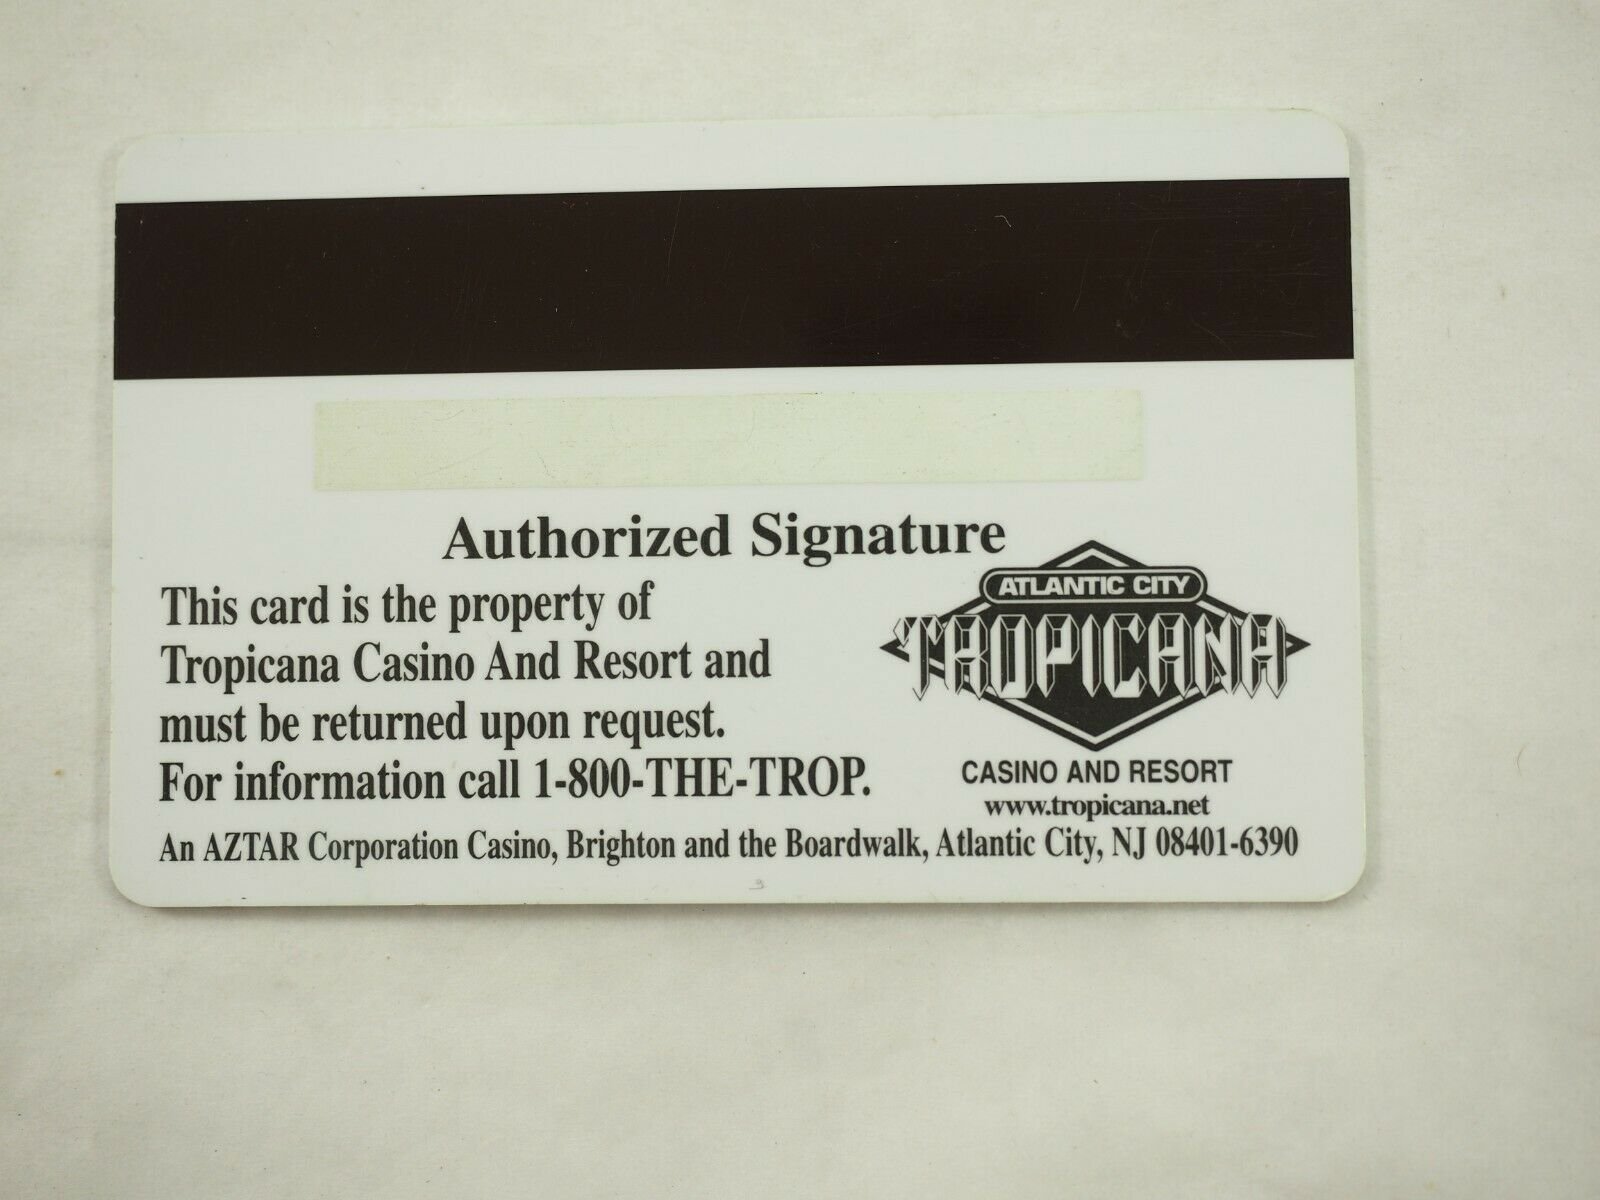 Authorized Signature
This card is the property of
Tropicana Casino And Resort and
must be returned upon request.
For information call 1-800-THE-TROP.
ATLANTIC CITY
TROPICANA
CASINO AND RESORT
www.tropicana.net
An AZTAR Corporation Casino, Brighton and the Boardwalk, Atlantic City, NJ 08401-6390
3